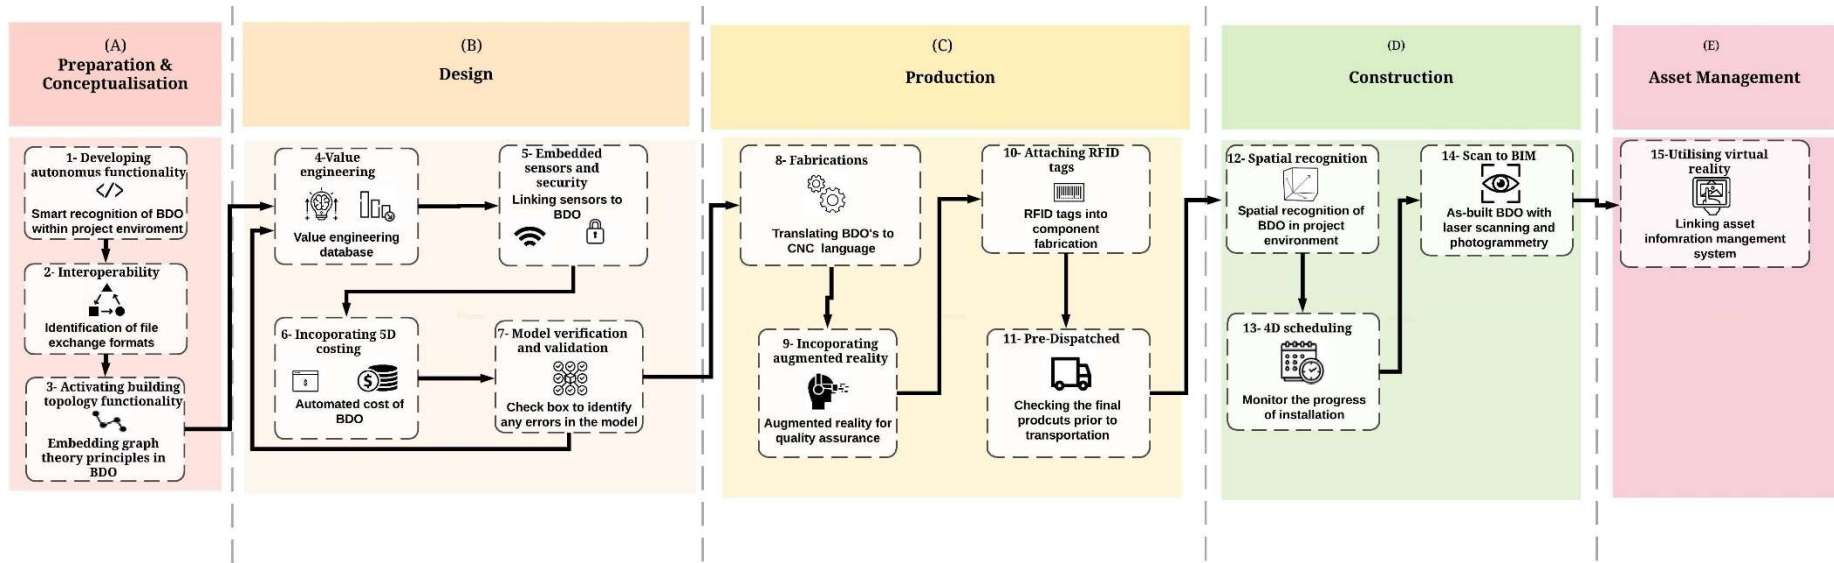 (A)
Preparation &
Conceptualisation
1- Developing
autonomus functionality
</>
Smart recognition of BDO
within project enviroment
2- Interoperability
Identification of file
exchange formats
3- Activating building
topology functionality
Embedding graph
theory principles in
BDO
(B)
Design
4-Value
engineering
Value engineering
database
5- Embedded
sensors and
security
Linking sensors to
BDO
6- Incoporating 5D
costing
$
$
Automated cost of
BDO
7- Model verification
and validation
Check box to identify
any errors in the model
(C)
Production
8- Fabrications
Translating BDO's to
CNC language
9- Incoporating
augmented reality
Augmented reality for
quality assurance
10- Attaching RFID
tags
RFID tags into
component
fabrication
11- Pre-Dispatched
Checking the final
prodcuts prior to
transportation
(D)
Construction
12- Spatial recognition
Spatial recognition of
BDO in project
environment
13- 4D scheduling
Monitor the progress
of installation
14- Scan to BIM
As-built BDO with
laser scanning and
photogrammetry
(E)
Asset Management
15-Utilising virtual
reality
Linking asset
infomration mangement
system